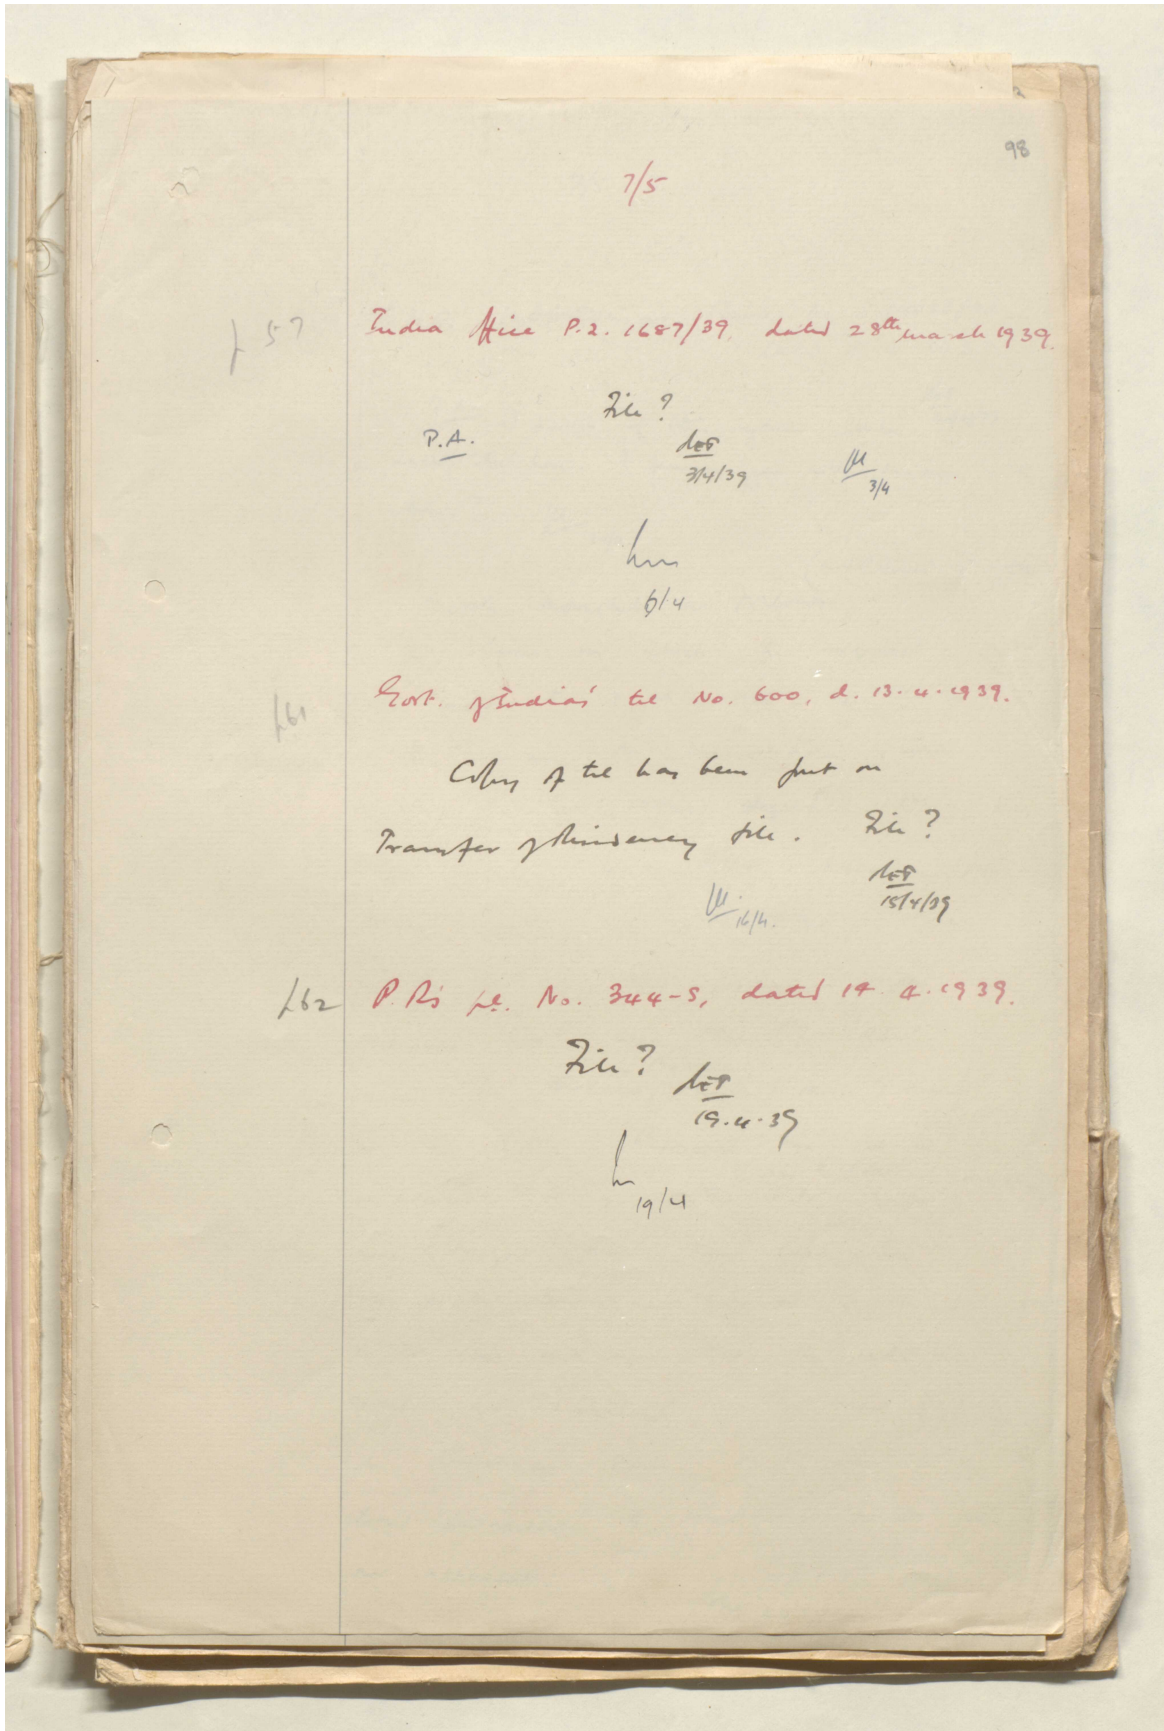 98
7/5
f 57 India Office P.Z. 1687/39, dated 28th March 1939.
File ?
P.A.
3/4/39
3/4
6/4
f 61 Govt. of India's tel No. 600, d. 13.4.1939.
Copy of tel has been put on
Transfer of Residency file. File ?
15/4/39
16/4.
f 62 P.R's p.l. No. 344-S, dated 14.4.1939.
File ?
19.4.39
19/4